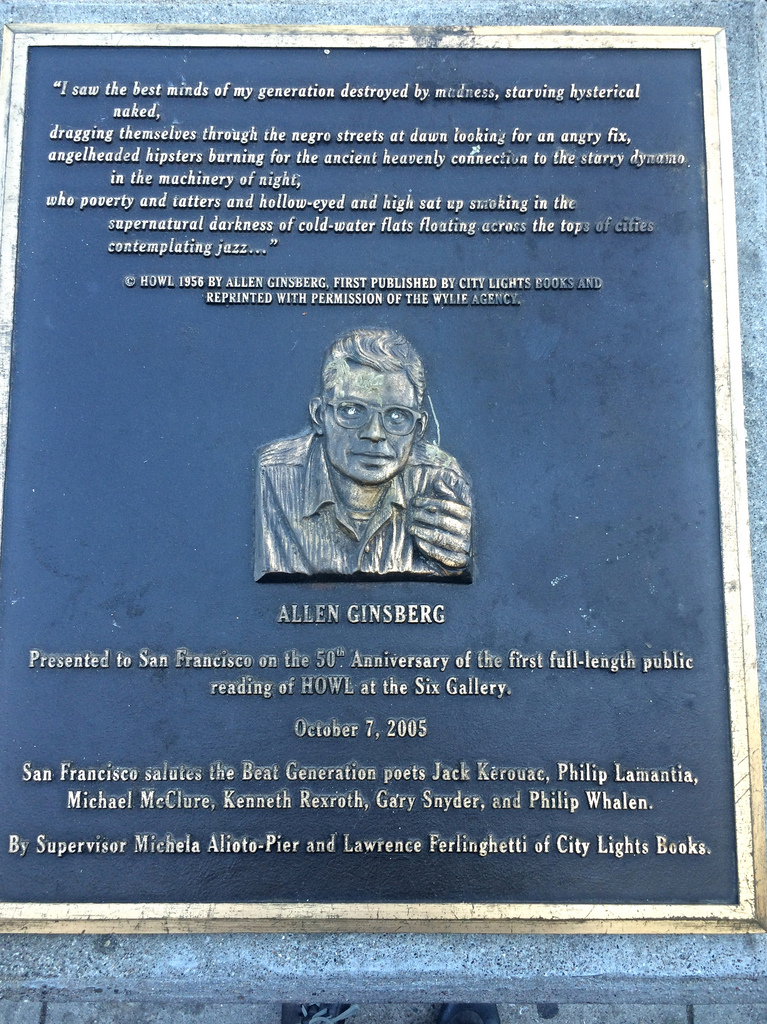 "I saw the best minds of my generation destroyed by madness, starving hysterical
naked,
dragging themselves through the negro streets at dawn looking for an angry fix,
angelheaded hipsters burning for the ancient heavenly connection to the starry dynamo
in the machinery of night,
who poverty and tatters and hollow-eyed and high sat up smoking in the
supernatural darkness of cold-water flats floating across the tops of cities
contemplating jazz..."
© HOWL 1956 BY ALLEN GINSBERG, FIRST PUBLISHED BY CITY LIGHTS BOOKS AND
REPRINTED WITH PERMISSION OF THE WYLIE AGENCY.
ALLEN GINSBERG
Presented to San Francisco on the 50th Anniversary of the first full-length public
reading of HOWL at the Six Gallery.
October 7, 2005
San Francisco salutes the Beat Generation poets Jack Kerouac, Philip Lamantia,
Michael McClure, Kenneth Rexroth, Gary Snyder, and Philip Whalen.
By Supervisor Michela Alioto-Pier and Lawrence Ferlinghetti of City Lights Books.